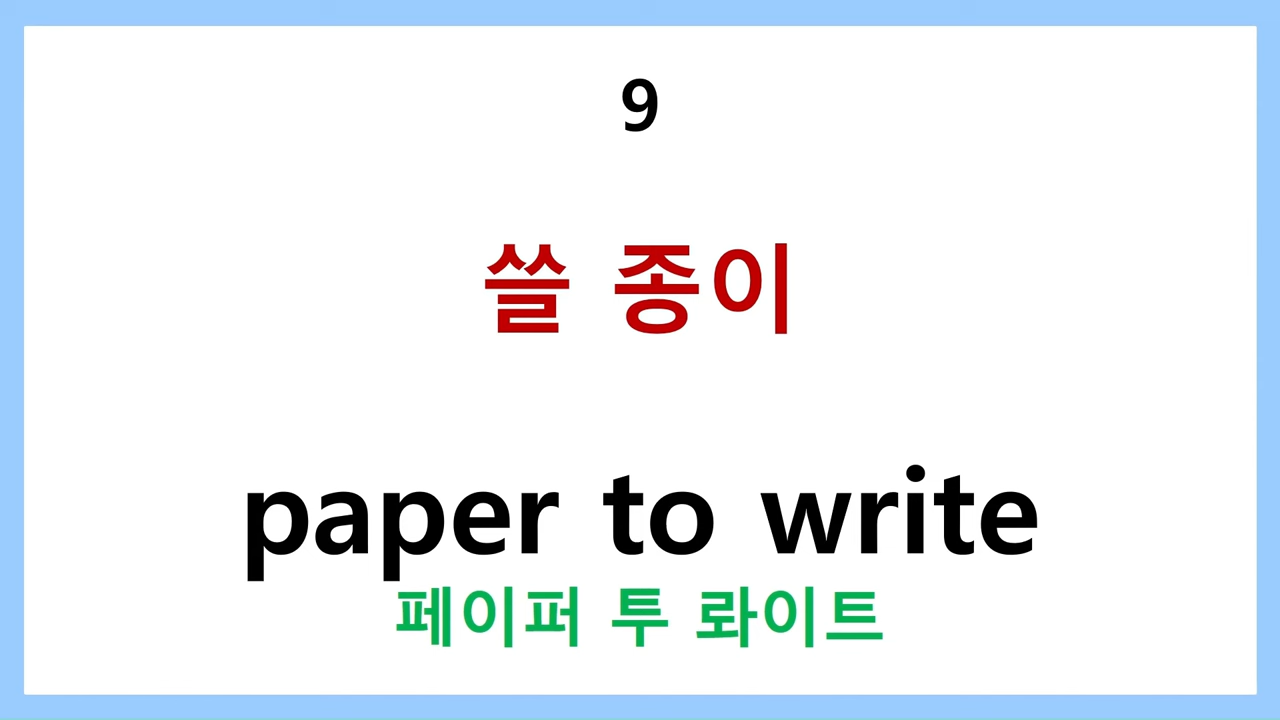 9
쓸 종이
paper to write
페이퍼 투 롸이트